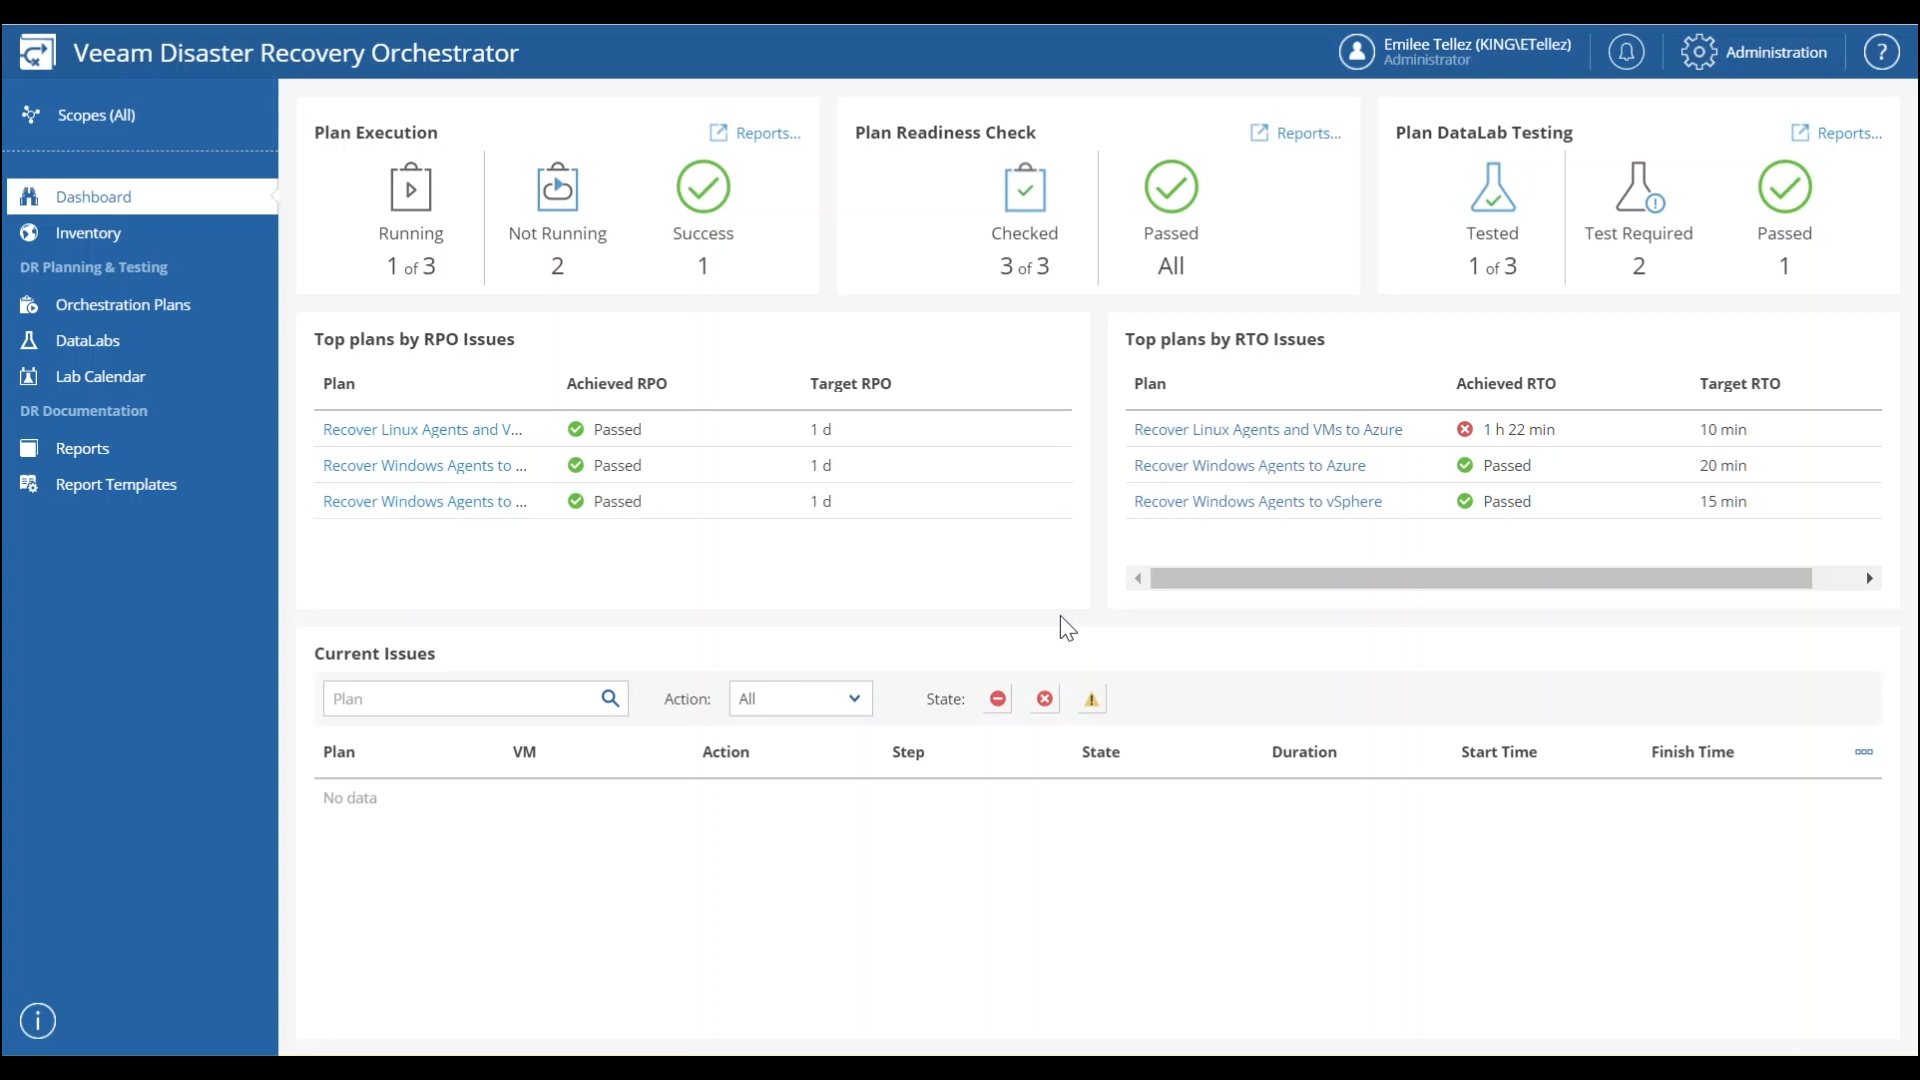 Veeam Disaster Recovery Orchestrator
Emilee Tellez (KING\ETellez)
Administrator
Administration
?
Scopes (All)
Dashboard
Inventory
DR Planning & Testing
Orchestration Plans
DataLabs
Lab Calendar
DR Documentation
Reports
Report Templates
Plan Execution
Reports...
Running
1 of 3
Not Running
2
Success
1
Plan Readiness Check
Reports...
Checked
3 of 3
Passed
All
Plan DataLab Testing
Reports...
Tested
1 of 3
Test Required
2
Passed
1
Top plans by RPO Issues
Plan Achieved RPO Target RPO
Recover Linux Agents and V... Passed 1 d
Recover Windows Agents to ... Passed 1 d
Recover Windows Agents to ... Passed 1 d
Top plans by RTO Issues
Plan Achieved RTO Target RTO
Recover Linux Agents and VMs to Azure 1 h 22 min 10 min
Recover Windows Agents to Azure Passed 20 min
Recover Windows Agents to vSphere Passed 15 min
Current Issues
Plan Action: All State:
Plan VM Action Step State Duration Start Time Finish Time
No data